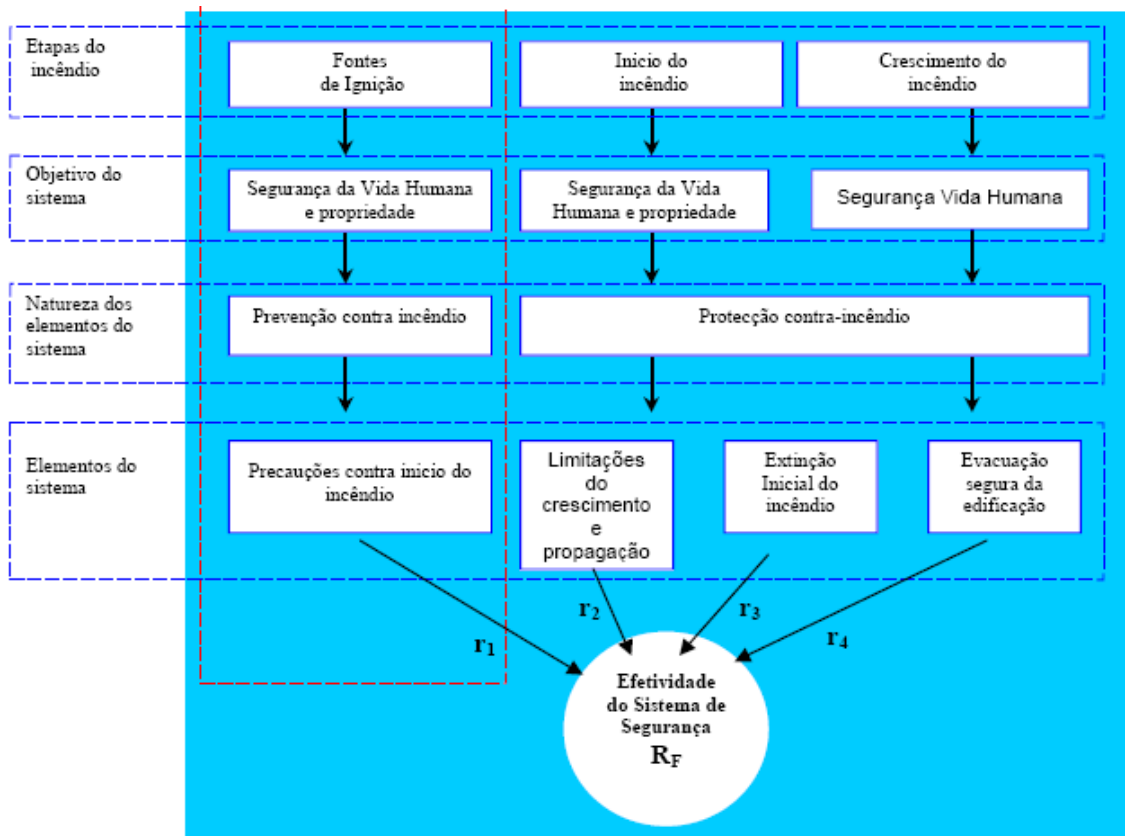 Etapas do
incêndio
Fontes
de Ignição
Inicio do
incêndio
Crescimento do
incêndio
Objetivo do
sistema
Segurança da Vida Humana
e propriedade
Segurança da Vida
Humana e propriedade
Segurança Vida Humana
Natureza dos
elementos do
sistema
Prevenção contra incêndio
Protecção contra-incêndio
Elementos do
sistema
Precauções contra inicio do
incêndio
Limitações
do
crescimento
e
propagação
Extinção
Inicial do
incêndio
Evacuação
segura da
edificação
r1
r2
r3
r4
Efetividade
do Sistema de
Segurança
RF